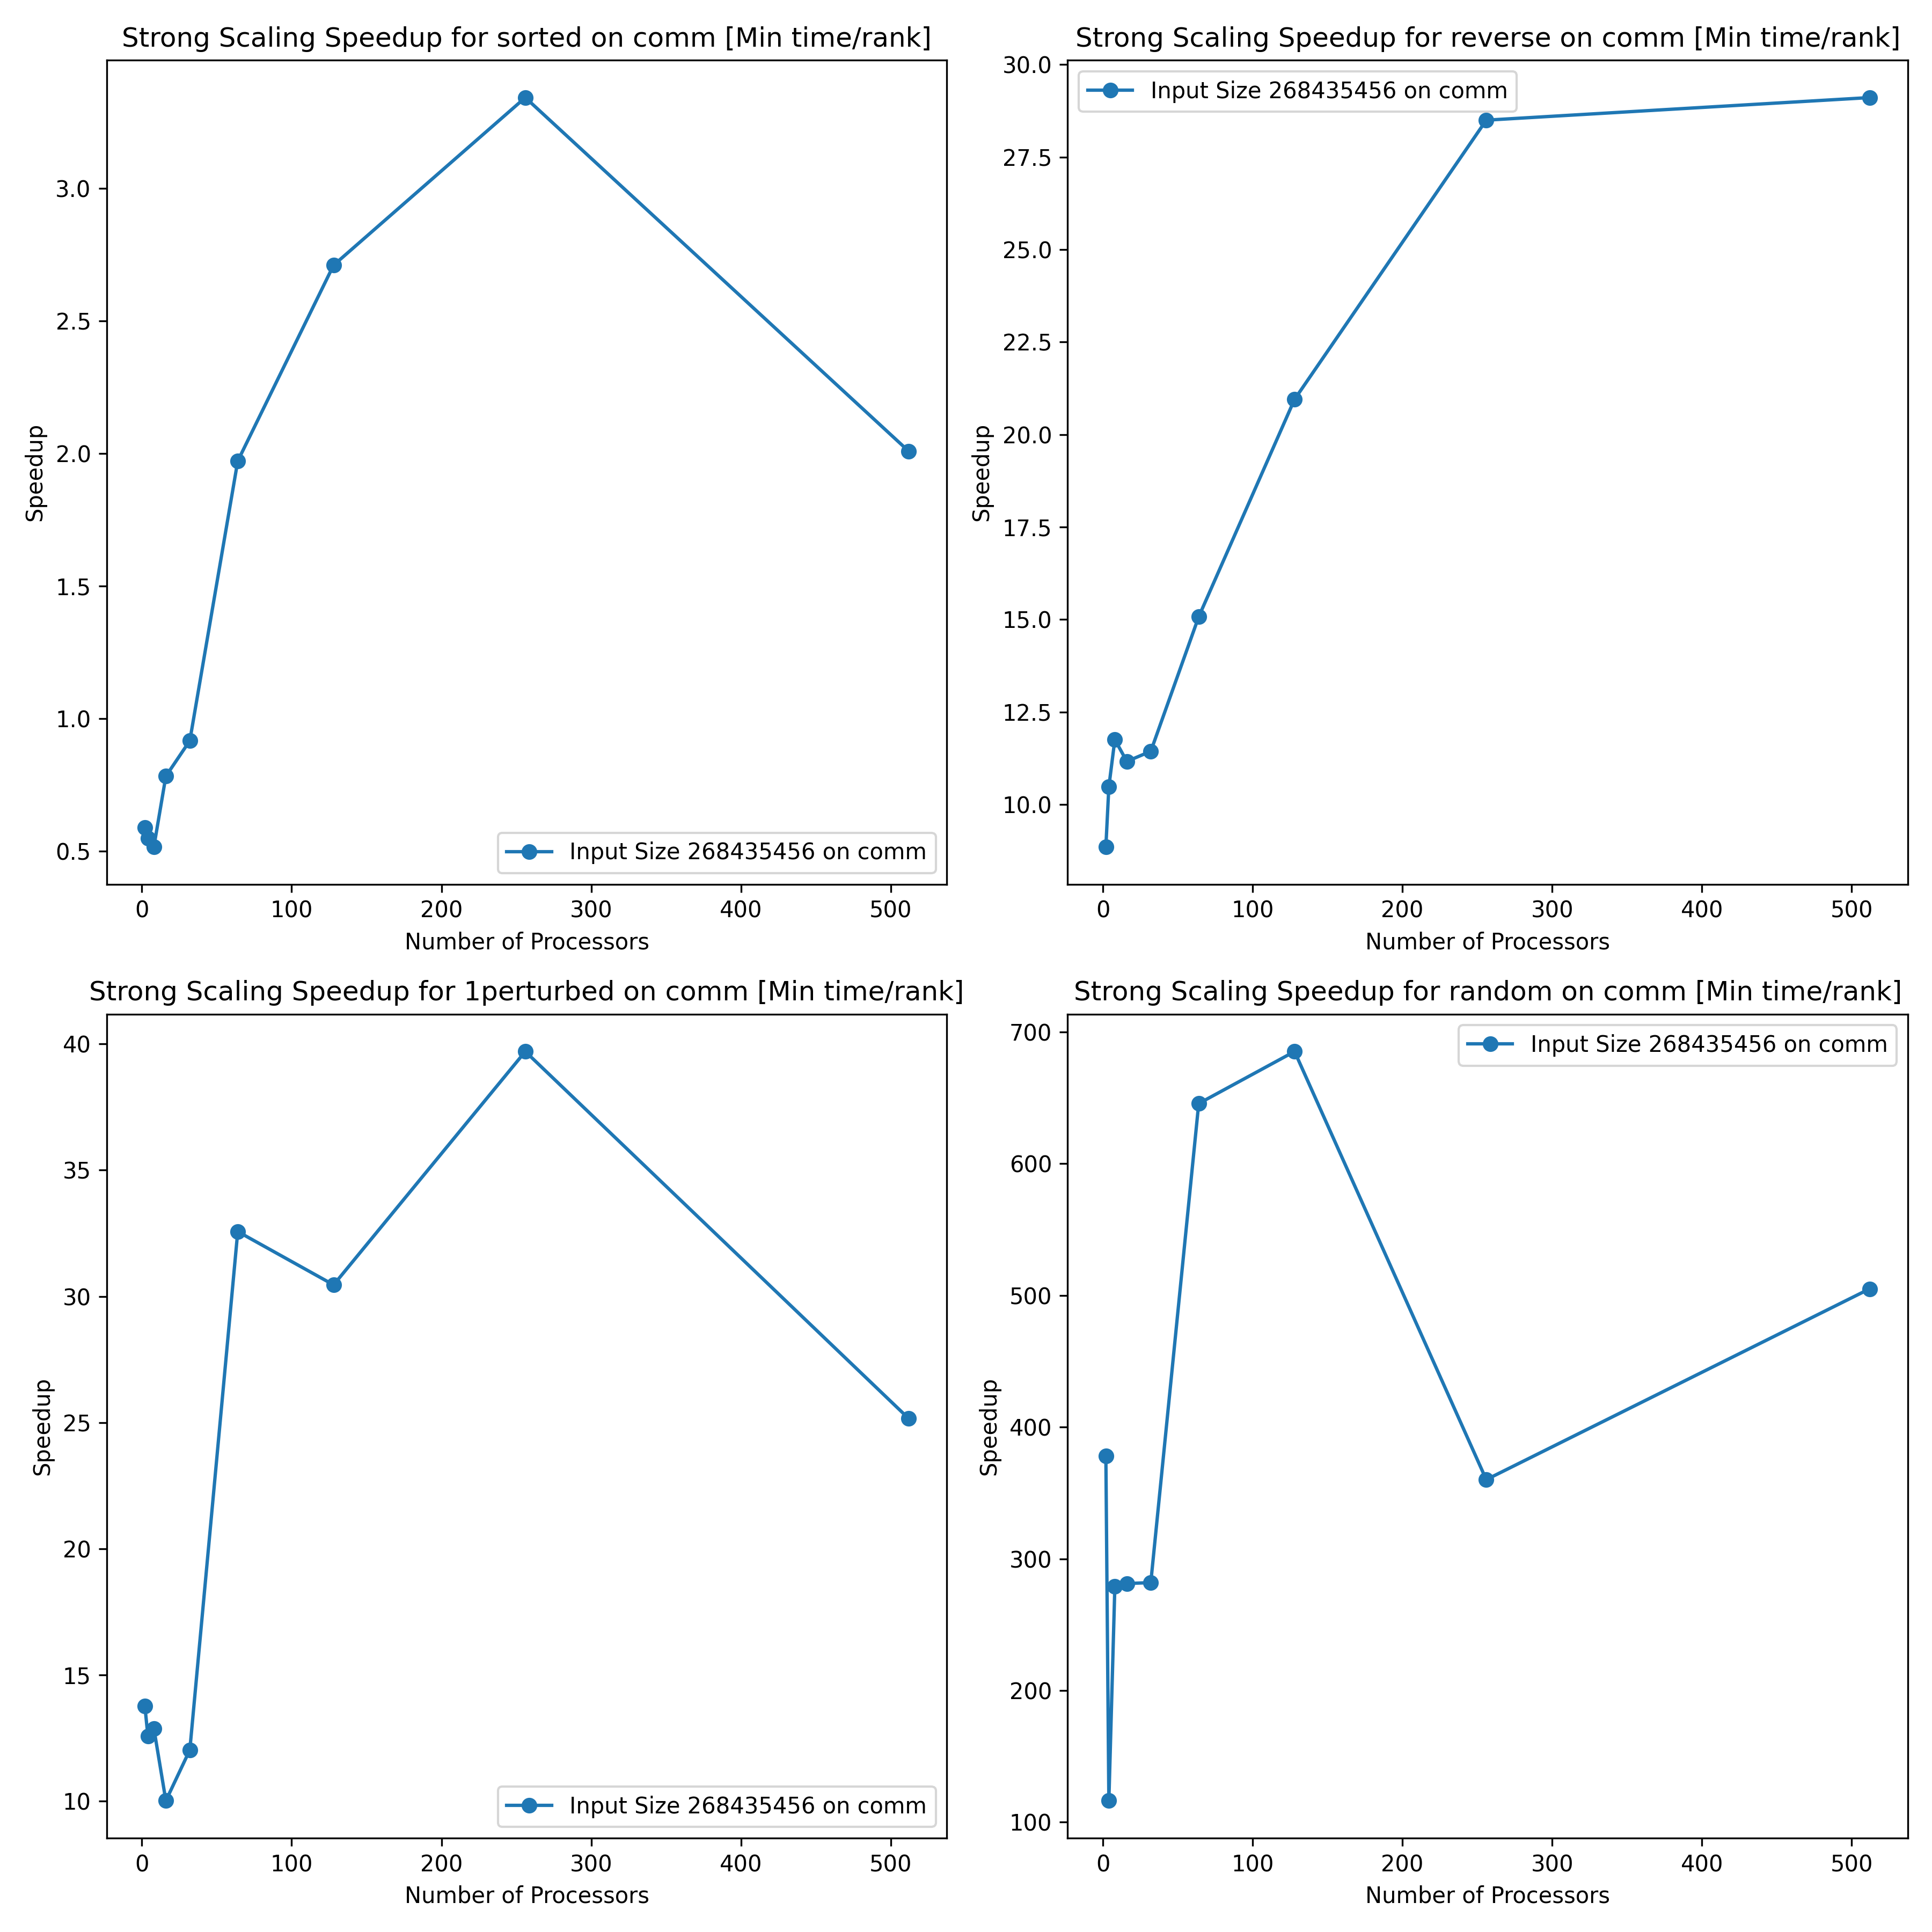 Strong Scaling Speedup for sorted on comm [Min time/rank]
Speedup
3.0
2.5
2.0
1.5
1.0
0.5
Input Size 268435456 on comm
0 100 200 300 400 500
Number of Processors
Strong Scaling Speedup for reverse on comm [Min time/rank]
Input Size 268435456 on comm
Speedup
30.0
27.5
25.0
22.5
20.0
17.5
15.0
12.5
10.0
0 100 200 300 400 500
Number of Processors
Strong Scaling Speedup for 1perturbed on comm [Min time/rank]
Speedup
40
35
30
25
20
15
10
Input Size 268435456 on comm
0 100 200 300 400 500
Number of Processors
Strong Scaling Speedup for random on comm [Min time/rank]
Input Size 268435456 on comm
Speedup
700
600
500
400
300
200
100
0 100 200 300 400 500
Number of Processors